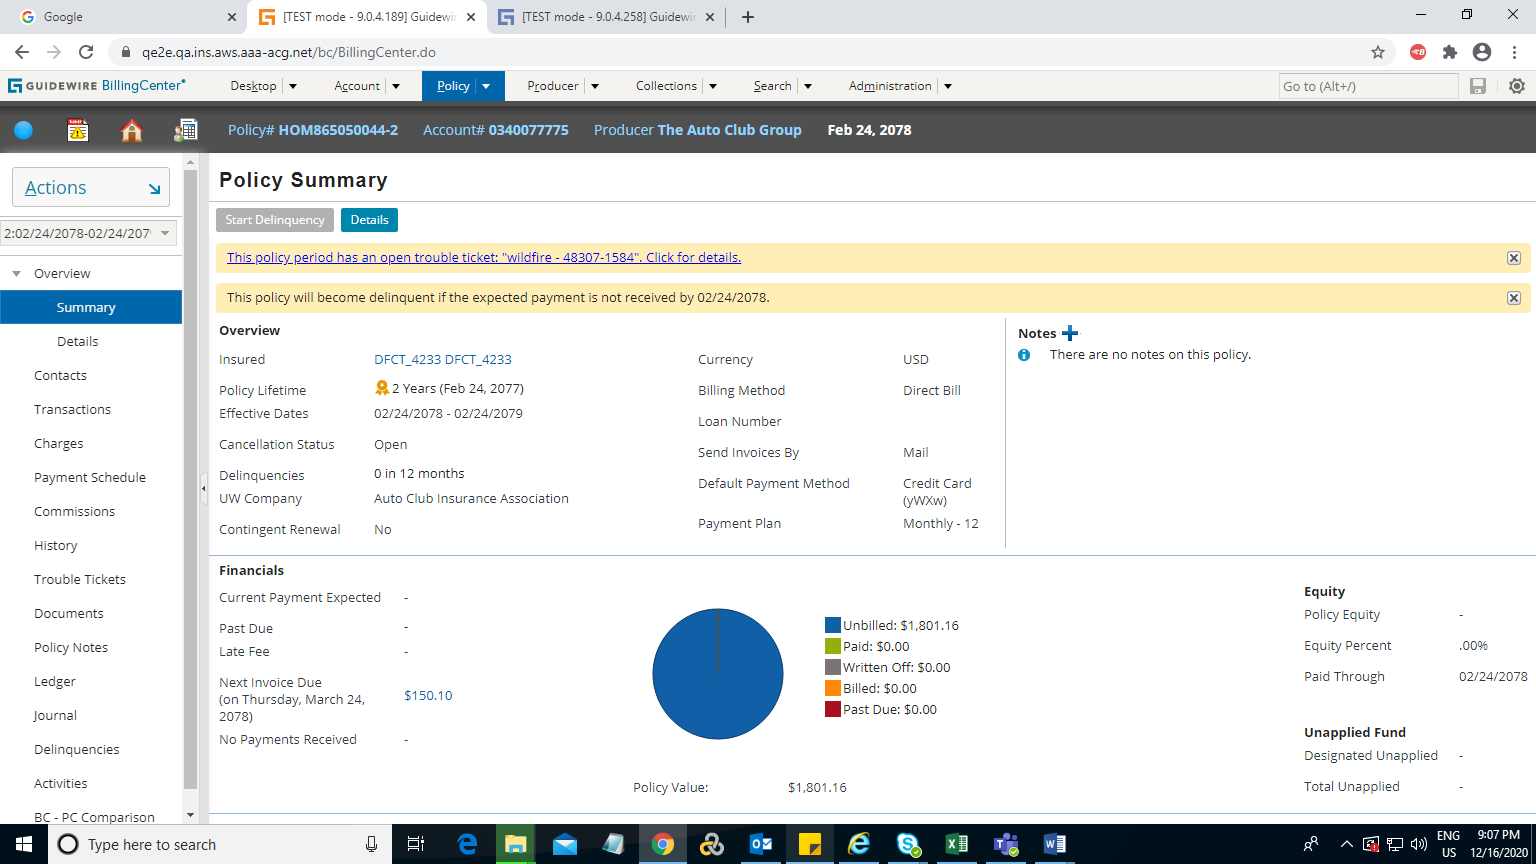 Google
[TEST mode - 9.0.4.189] Guidewir
[TEST mode - 9.0.4.258] Guidewir
qe2e.qa.ins.aws.aaa-acg.net/bc/BillingCenter.do
GUIDEWIRE BillingCenter
Desktop Account Policy Producer Collections Search Administration
Go to (Alt+/)
Policy# HOM865050044-2 Account# 0340077775 Producer The Auto Club Group Feb 24, 2078
Actions
2:02/24/2078-02/24/207
Overview
Summary
Details
Contacts
Transactions
Charges
Payment Schedule
Commissions
History
Trouble Tickets
Documents
Policy Notes
Ledger
Journal
Delinquencies
Activities
BC - PC Comparison
Policy Summary
Start Delinquency Details
This policy period has an open trouble ticket: "wildfire - 48307-1584". Click for details.
This policy will become delinquent if the expected payment is not received by 02/24/2078.
Overview
Insured DFCT_4233 DFCT_4233
Policy Lifetime 2 Years (Feb 24, 2077)
Effective Dates 02/24/2078 - 02/24/2079
Cancellation Status Open
Delinquencies 0 in 12 months
UW Company Auto Club Insurance Association
Contingent Renewal No
Currency USD
Billing Method Direct Bill
Loan Number
Send Invoices By Mail
Default Payment Method Credit Card
(yWXw)
Payment Plan Monthly - 12
Notes
There are no notes on this policy.
Financials
Current Payment Expected -
Past Due -
Late Fee -
Next Invoice Due
(on Thursday, March 24, $150.10
2078)
No Payments Received -
Unbilled: $1,801.16
Paid: $0.00
Written Off: $0.00
Billed: $0.00
Past Due: $0.00
Policy Value: $1,801.16
Equity
Policy Equity -
Equity Percent .00%
Paid Through 02/24/2078
Unapplied Fund
Designated Unapplied -
Total Unapplied -
Type here to search
ENG
US
9:07 PM
12/16/2020